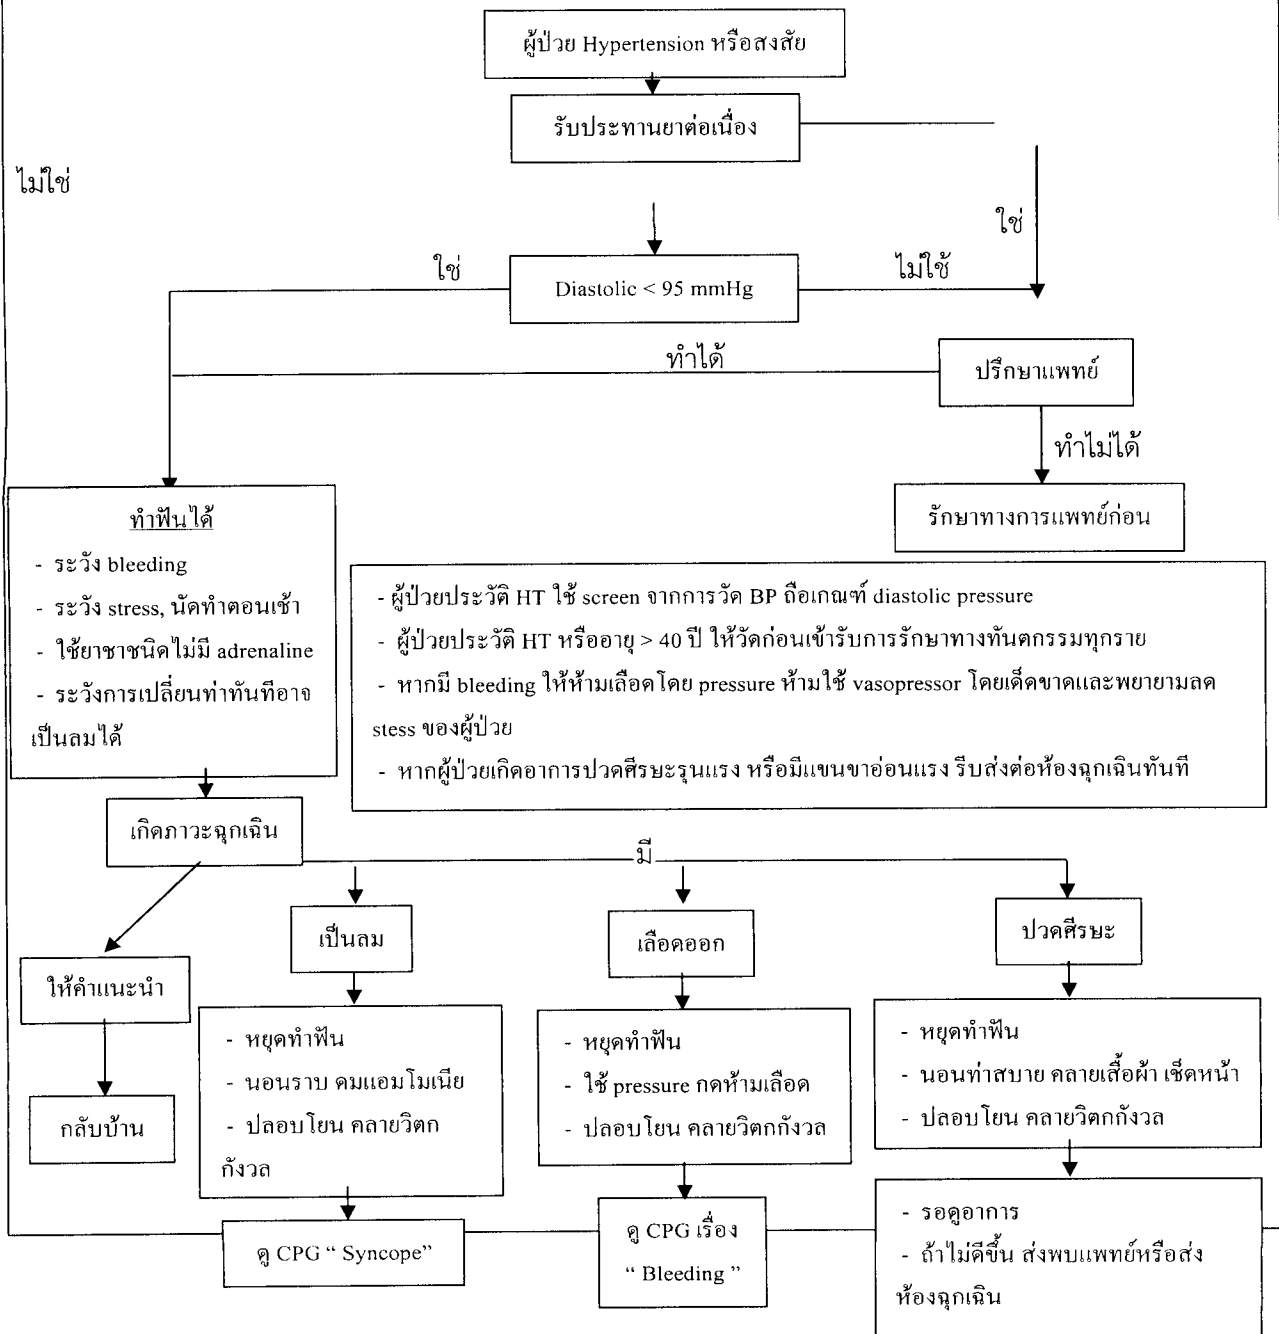 ผู้ป่วย Hypertension หรือสงสัย
รับประทานยาต่อเนื่อง
ไม่ใช่
ใช่
ใช่
Diastolic < 95 mmHg
ไม่ใช้
ทำได้
ปรึกษาแพทย์
ทำไม่ได้
รักษาทางการแพทย์ก่อน
ทำฟันได้
- ระวัง bleeding
- ระวัง stress, นัดทำตอนเช้า
- ใช้ยาชาชนิดไม่มี adrenaline
- ระวังการเปลี่ยนท่าทันทีอาจ
เป็นลมได้
- ผู้ป่วยประวัติ HT ใช้ screen จากการวัด BP ถือเกณฑ์ diastolic pressure
- ผู้ป่วยประวัติ HT หรืออายุ > 40 ปี ให้วัดก่อนเข้ารับการรักษาทางทันตกรรมทุกราย
- หากมี bleeding ให้ห้ามเลือดโดย pressure ห้ามใช้ vasopressor โดยเด็ดขาดและพยายามลด
stess ของผู้ป่วย
- หากผู้ป่วยเกิดอาการปวดศีรษะรุนแรง หรือมีแขนขาอ่อนแรง รีบส่งต่อห้องฉุกเฉินทันที
เกิดภาวะฉุกเฉิน
มี
ให้คำแนะนำ
กลับบ้าน
เป็นลม
- หยุดทำฟัน
- นอนราบ ดมแอมโมเนีย
- ปลอบโยน คลายวิตก
กังวล
ดู CPG “ Syncope”
เลือดออก
- หยุดทำฟัน
- ใช้ pressure กดห้ามเลือด
- ปลอบโยน คลายวิตกกังวล
ดู CPG เรื่อง
“ Bleeding ”
ปวดศีรษะ
- หยุดทำฟัน
- นอนท่าสบาย คลายเสื้อผ้า เช็ดหน้า
- ปลอบโยน คลายวิตกกังวล
- รอดูอาการ
- ถ้าไม่ดีขึ้น ส่งพบแพทย์หรือส่ง
ห้องฉุกเฉิน